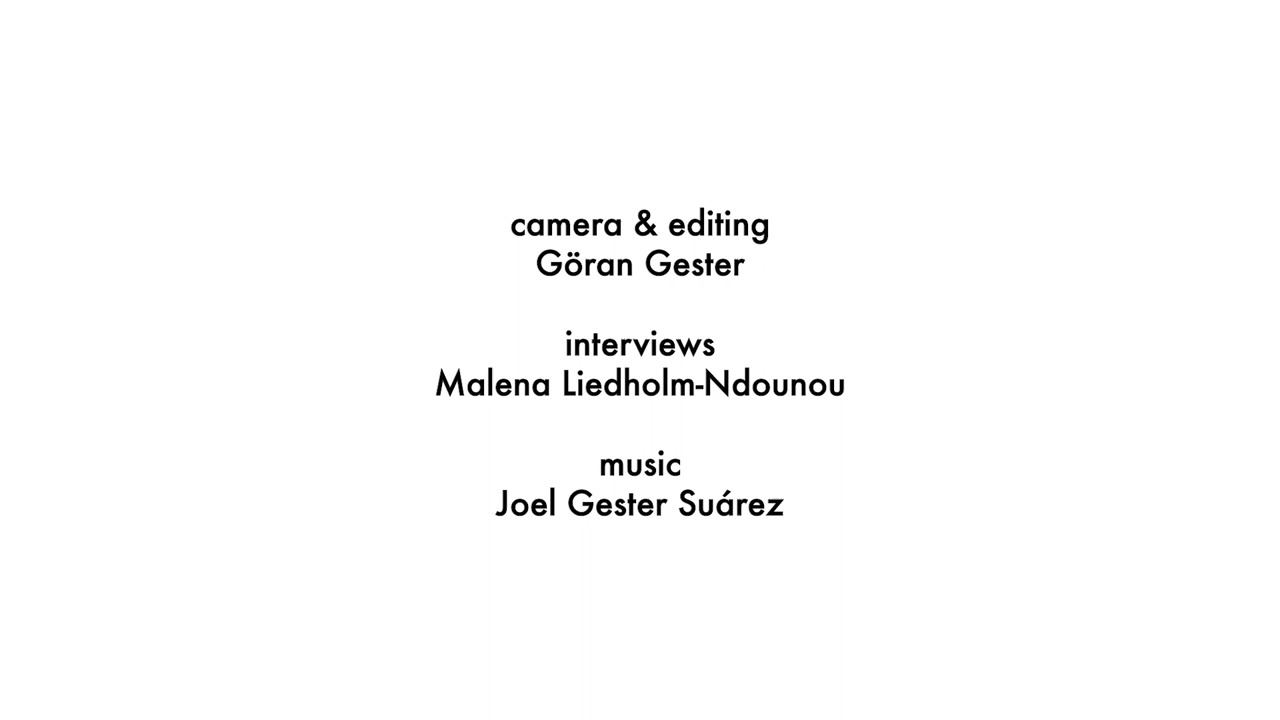 camera & editing
Göran Gester
interviews
Malena Liedholm-Ndounou
music
Joel Gester Suárez